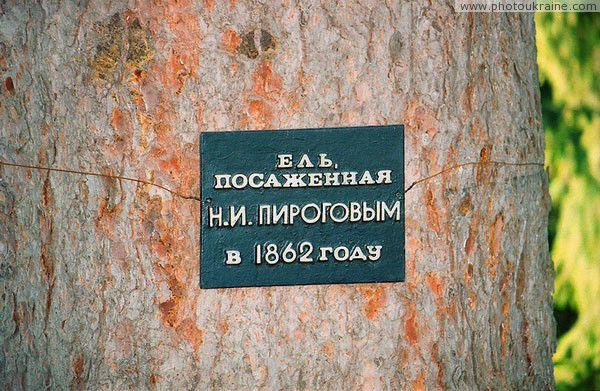 www.photoukraine.com
ЕЛЬ,
ПОСАЖЕННАЯ
Н.И. ПИРОГОВЫМ
В 1862 ГОДУ